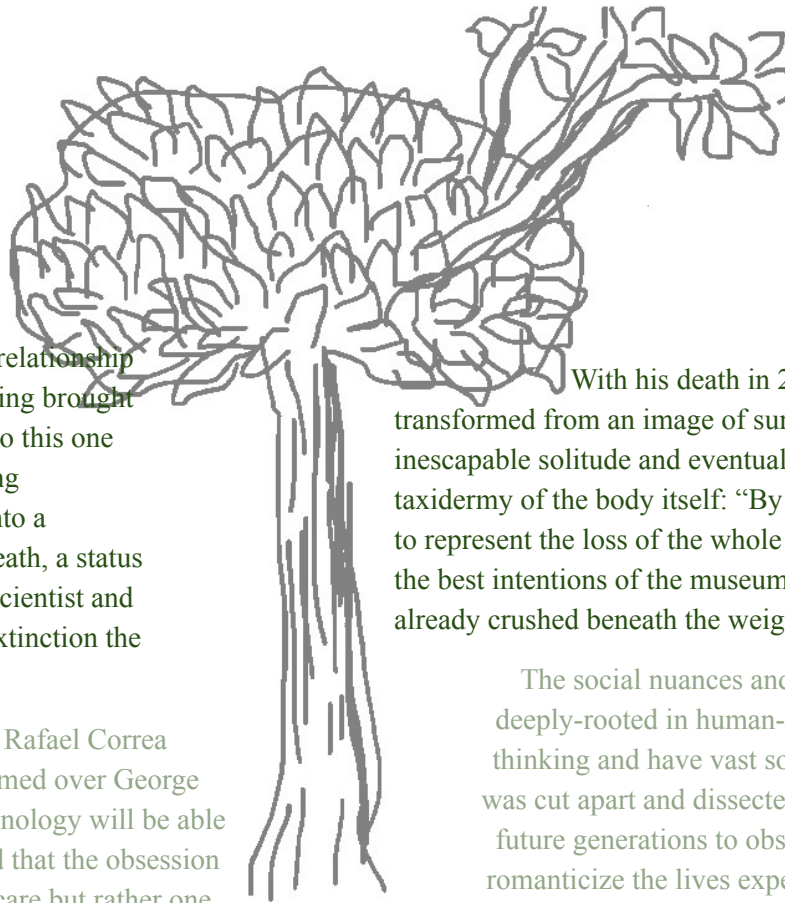 relationship
ing brought
o this one
ng
nto a
eath, a status
cientist and
xtinction the
Rafael Correa
med over George
nology will be able
d that the obsession
care but rather one
With his death in 2
transformed from an image of sur
inescapable solitude and eventual
taxidermy of the body itself: “By
to represent the loss of the whole
the best intentions of the museum
already crushed beneath the weig
The social nuances and
deeply-rooted in human-
thinking and have vast so
was cut apart and dissecte
future generations to obs
romanticize the lives expe